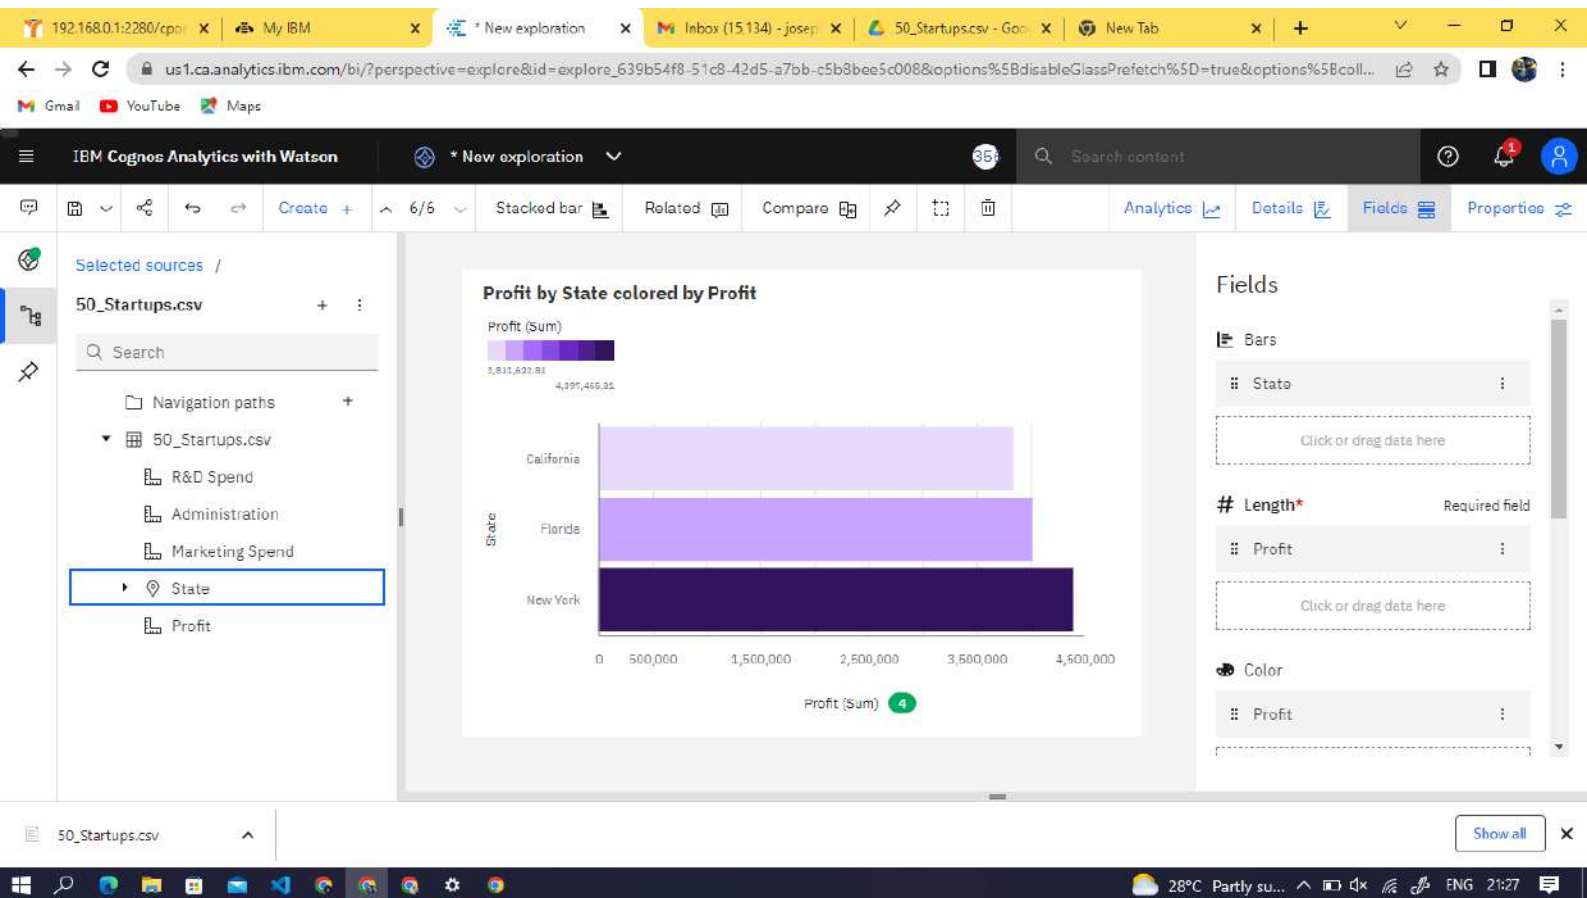 192.168.0.1:2280/cpor
My IBM
* New exploration
Inbox (15,134) - josep
50_Startups.csv - Goo
New Tab
us1.ca.analytics.ibm.com/bi/?perspective=explore&id=explore_639b54f8-51c8-42d5-a7bb-c5b8bee5c008&options%5BdisableGlassPrefetch%5D=true&options%5Bcoll...
Gmail YouTube Maps
IBM Cognos Analytics with Watson
* New exploration
Search content
1
Create +
6/6
Stacked bar
Related
Compare
Analytics
Details
Fields
Properties
Selected sources /
50_Startups.csv
Search
Navigation paths
50_Startups.csv
R&D Spend
Administration
Marketing Spend
State
Profit
Profit by State colored by Profit
Profit (Sum)
4,397,465.31
California
Florida
New York
State
0 500,000 1,500,000 2,500,000 3,500,000 4,500,000
Profit (Sum) 4
Fields
Bars
State
Click or drag data here
# Length* Required field
Profit
Click or drag data here
Color
Profit
50_Startups.csv
Show all
28°C Partly su... ENG 21:27